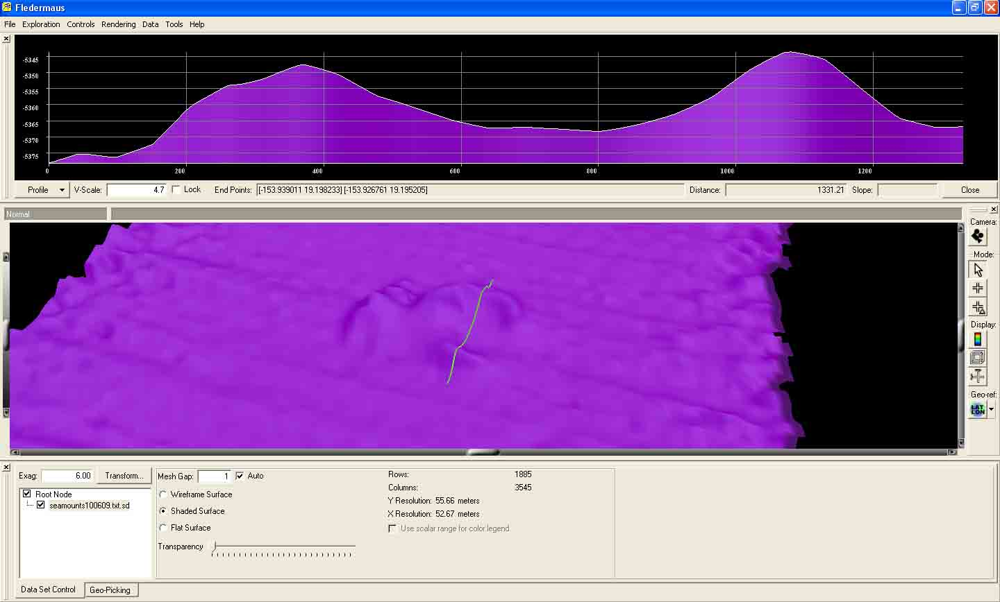 Fledermaus
File Exploration Controls Rendering Data Tools Help
-5345
-5350
-5355
-5360
-5365
-5370
-5375
0 200 400 600 800 1000 1200
Profile V-Scale: 4.7 Lock End Points: [-153.939011 19.198233] [-153.926761 19.195205] Distance: 1331.21 Slope: Close
Normal
Camera:
Mode:
Display:
Geo-ref:
LAT
LON
Exag: 6.00 Transform... Mesh Gap: 1 Auto
Root Node
seamounts100609.txt.sd
Wireframe Surface
Shaded Surface
Flat Surface
Transparency
Rows: 1885
Columns: 3545
Y Resolution: 55.66 meters
X Resolution: 52.67 meters
Use scalar range for color legend.
Data Set Control Geo-Picking